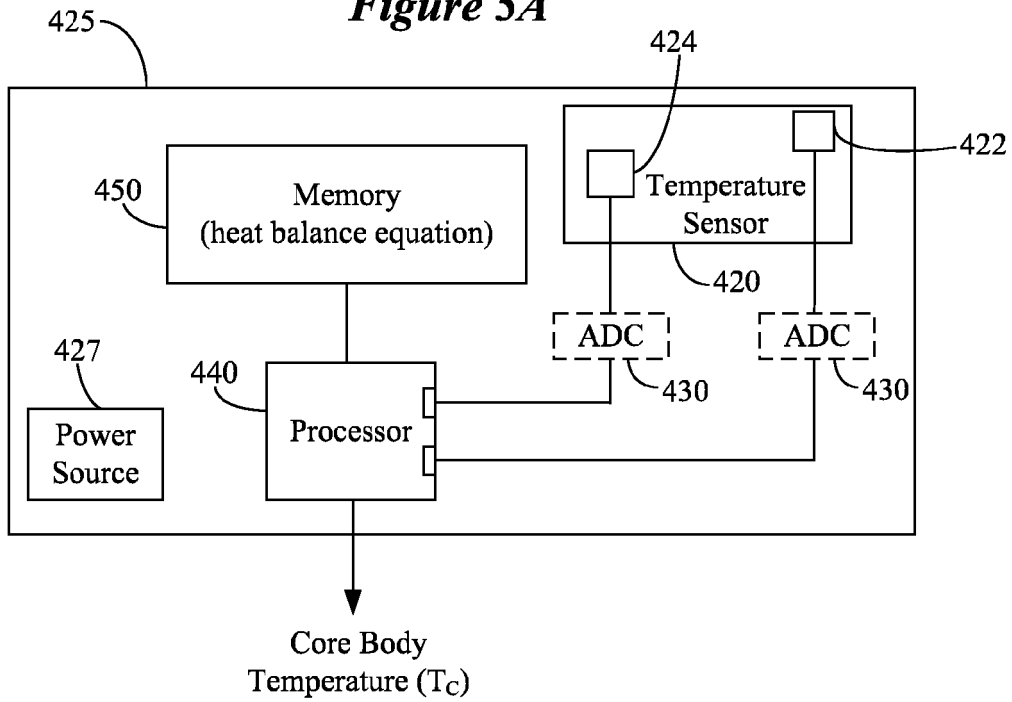 Figure 5A
425
424
422
450
Memory
(heat balance equation)
Temperature
Sensor
420
427
440
ADC
ADC
430
430
Power
Source
Processor
Core Body
Temperature (TC)